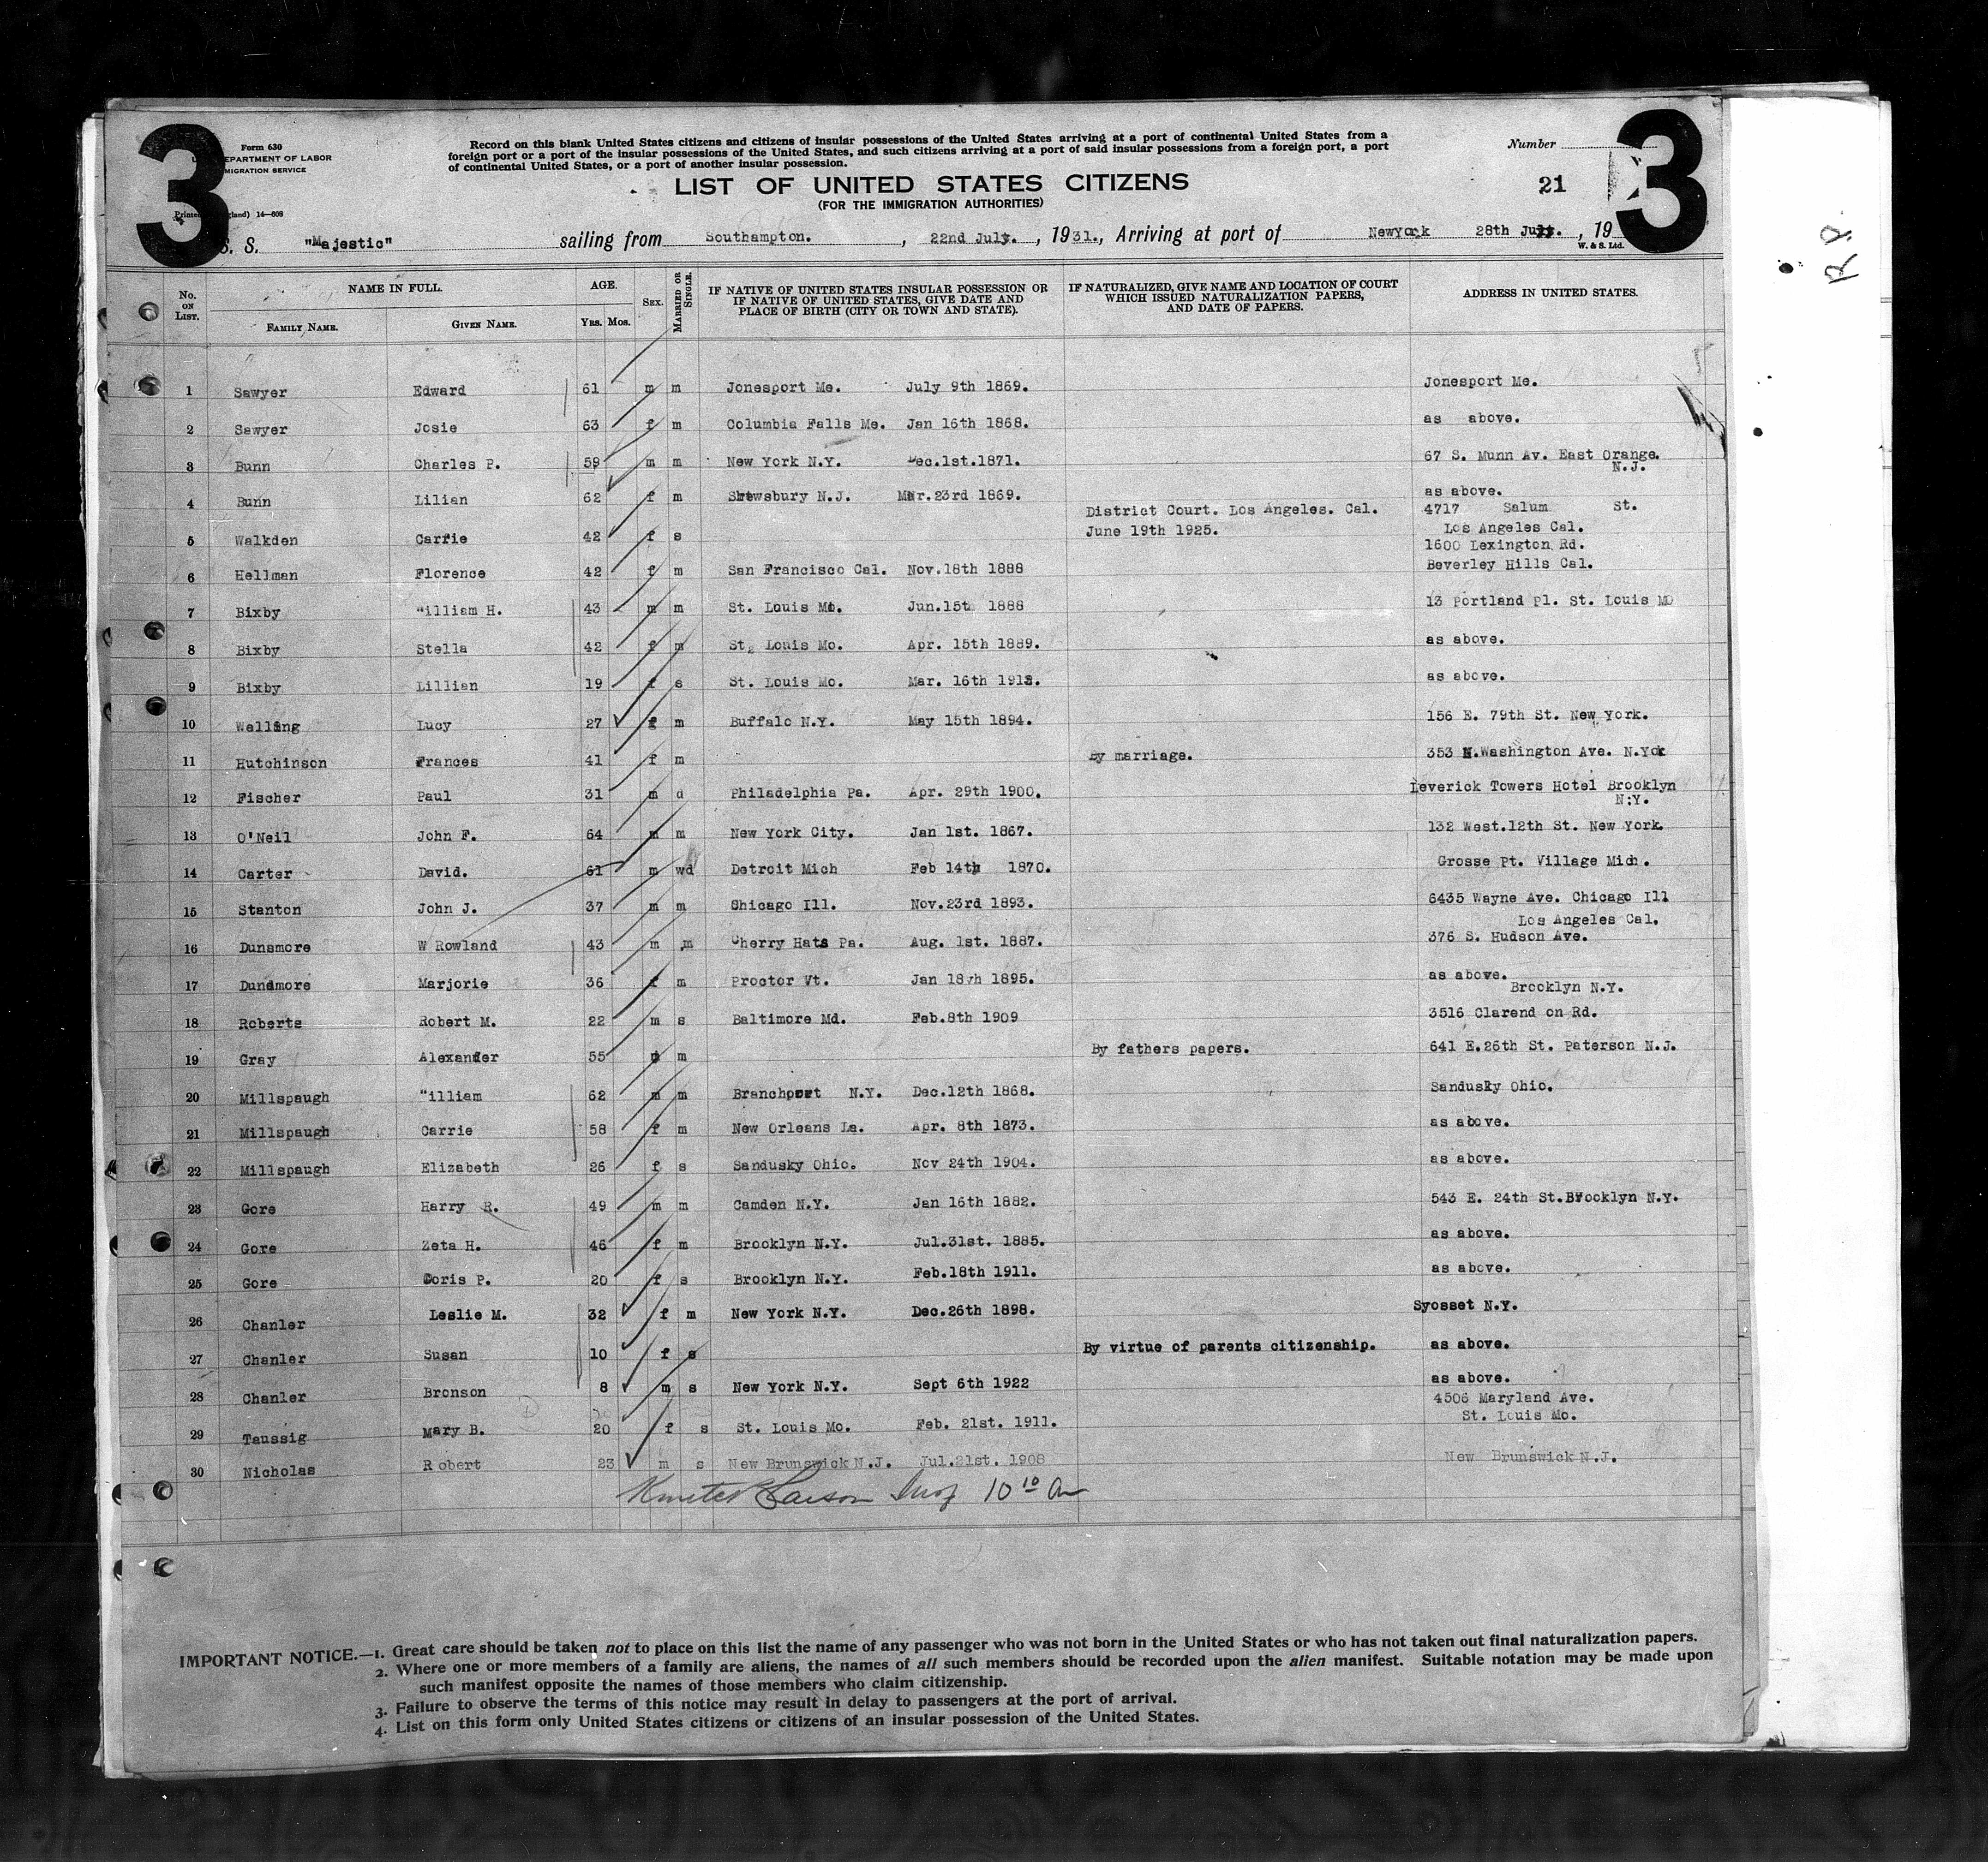 3
Form 630
DEPARTMENT OF LABOR
MIGRATION SERVICE
Record on this blank United States citizens and citizens of insular possessions of the United States arriving at a port of continental United States from a
foreign port or a port of the insular possessions of the United States, and such citizens arriving at a port of said insular possessions from a foreign port, a port
of continental United States, or a port of another insular possession.
Number
3
LIST OF UNITED STATES CITIZENS
21
(FOR THE IMMIGRATION AUTHORITIES)
14-608
S. S. "Majestic" sailing from Southampton. , 22nd July. , 1931., Arriving at port of Newyork 28th July. , 19
W. & S. Ltd.
R.P.
No. ON LIST. NAME IN FULL. AGE. SEX. MARRIED OR SINGLE. IF NATIVE OF UNITED STATES INSULAR POSSESSION OR IF NATIVE OF UNITED STATES, GIVE DATE AND PLACE OF BIRTH (CITY OR TOWN AND STATE). IF NATURALIZED, GIVE NAME AND LOCATION OF COURT WHICH ISSUED NATURALIZATION PAPERS, AND DATE OF PAPERS. ADDRESS IN UNITED STATES.
FAMILY NAME. GIVEN NAME. YRS. MOS.
1 Sawyer Edward 61 m m Jonesport Me. July 9th 1869. Jonesport Me.
2 Sawyer Josie 63 f m Columbia Falls Me. Jan 16th 1868. as above.
3 Bunn Charles P. 59 m m New York N.Y. Dec.1st.1871. 67 S. Munn Av. East Orange.
N.J.
4 Bunn Lilian 62 f m Shrewsbury N.J. Mar.23rd 1869. as above.
District Court. Los Angeles. Cal. 4717 Salum St.
5 Walkden Carrie 42 f s June 19th 1925. Los Angeles Cal.
1600 Lexington Rd.
6 Hellman Florence 42 f m San Francisco Cal. Nov.18th 1888 Beverley Hills Cal.
7 Bixby "illiam H. 43 m m St. Louis Mo. Jun.15t 1888 13 Portland Pl. St. Louis MO
8 Bixby Stella 42 f m St. Louis Mo. Apr. 15th 1889. as above.
9 Bixby Lillian 19 f s St. Louis Mo. Mar. 16th 1912. as above.
10 Welling Lucy 27 f m Buffalo N.Y. May 15th 1894. 156 E. 79th St. New York.
11 Hutchinson Frances 41 f m By marriage. 353 N.Washington Ave. N.Yok
12 Fischer Paul 31 m d Philadelphia Pa. Apr. 29th 1900. Leverick Towers Hotel Brooklyn
N.Y.
13 O'Neil John F. 64 m m New York City. Jan 1st. 1867. 132 West.12th St. New York.
14 Carter David. 61 m wd Detroit Mich Feb 14th 1870. Grosse Pt. Village Mich.
15 Stanton John J. 37 m m Shicago Ill. Nov.23rd 1893. 6435 Wayne Ave. Chicago Ill
Los Angeles Cal.
16 Dunsmore W Rowland 43 m m Cherry Hats Pa. Aug. 1st. 1887. 376 S. Hudson Ave.
17 Dunsmore Marjorie 36 f m Proctor Vt. Jan 18yh 1895. as above.
Brooklyn N.Y.
18 Roberts Robert M. 22 m s Baltimore Md. Feb.8th 1909 3516 Clarend on Rd.
19 Gray Alexander 55 m m By fathers papers. 641 E.26th St. Paterson N.J.
20 Millspaugh "illiam 62 m m Branchport N.Y. Dec.12th 1868. Sandusky Ohio.
21 Millspaugh Carrie 58 f m New Orleans La. Apr. 8th 1873. as above.
22 Millspaugh Elizabeth 26 f s Sandusky Ohio. Nov 24th 1904. as above.
23 Gore Harry R. 49 m m Camden N.Y. Jan 16th 1882. 543 E. 24th St.Brooklyn N.Y.
24 Gore Zeta H. 46 f m Brooklyn N.Y. Jul.31st. 1885. as above.
25 Gore Doris P. 20 f s Brooklyn N.Y. Feb.18th 1911. as above.
26 Chanler Leslie M. 32 f m New York N.Y. Dec.26th 1898. Syosset N.Y.
27 Chanler Susan 10 f s By virtue of parents citizenship. as above.
28 Chanler Bronson 8 m s New York N.Y. Sept 6th 1922 as above.
4506 Maryland Ave.
29 Taussig Mary B. 20 f s St. Louis Mo. Feb. 21st. 1911. St. Louis Mo.
30 Nicholas Robert 23 m s New Brunswick N.J. Jul.21st. 1908 New Brunswick N.J.
Larson 10 10
IMPORTANT NOTICE.—1. Great care should be taken not to place on this list the name of any passenger who was not born in the United States or who has not taken out final naturalization papers.
2. Where one or more members of a family are aliens, the names of all such members should be recorded upon the alien manifest. Suitable notation may be made upon
such manifest opposite the names of those members who claim citizenship.
3. Failure to observe the terms of this notice may result in delay to passengers at the port of arrival.
4. List on this form only United States citizens or citizens of an insular possession of the United States.